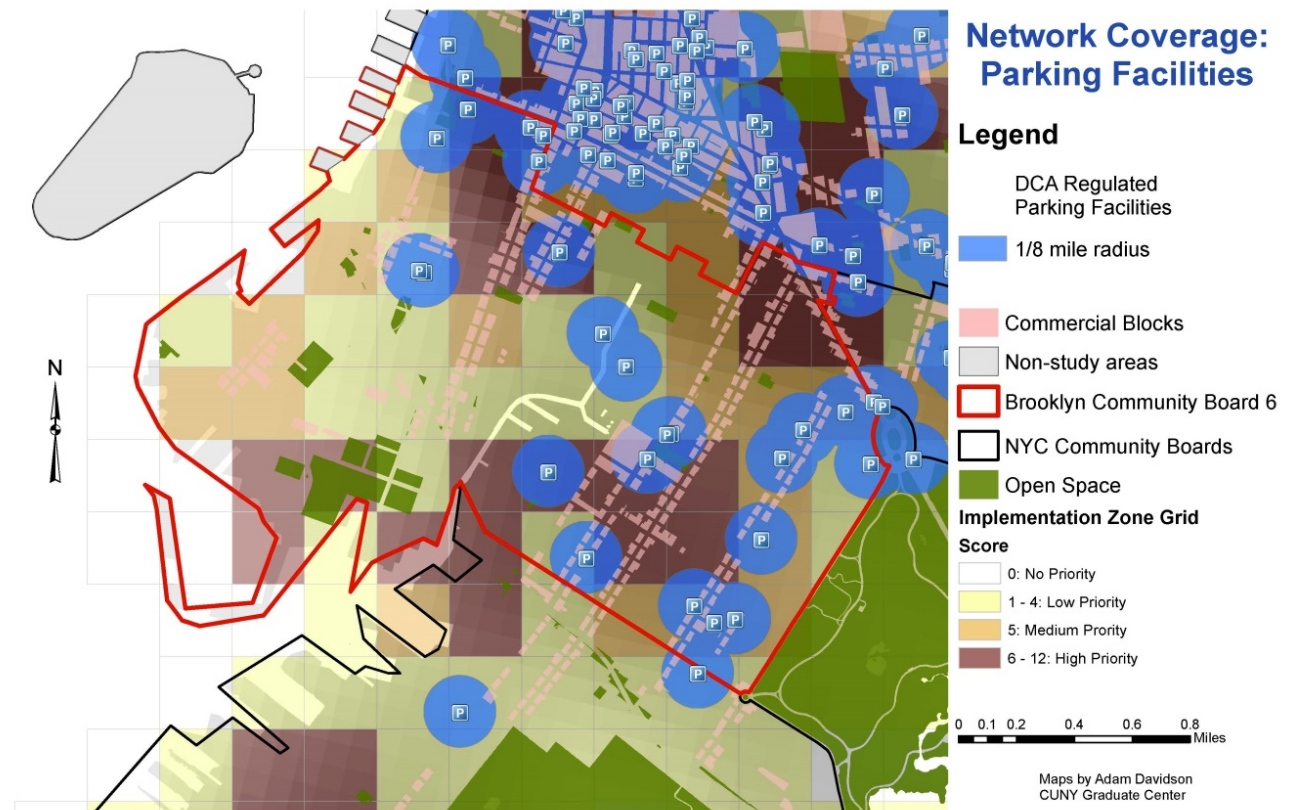 Network Coverage:
Parking Facilities
Legend
DCA Regulated
Parking Facilities
1/8 mile radius
Commercial Blocks
Non-study areas
Brooklyn Community Board 6
NYC Community Boards
Open Space
Implementation Zone Grid
Score
0: No Priority
1 - 4: Low Priority
5: Medium Prority
6 - 12: High Priority
0 0.1 0.2 0.4 0.6 0.8
Miles
Maps by Adam Davidson
CUNY Graduate Center
N